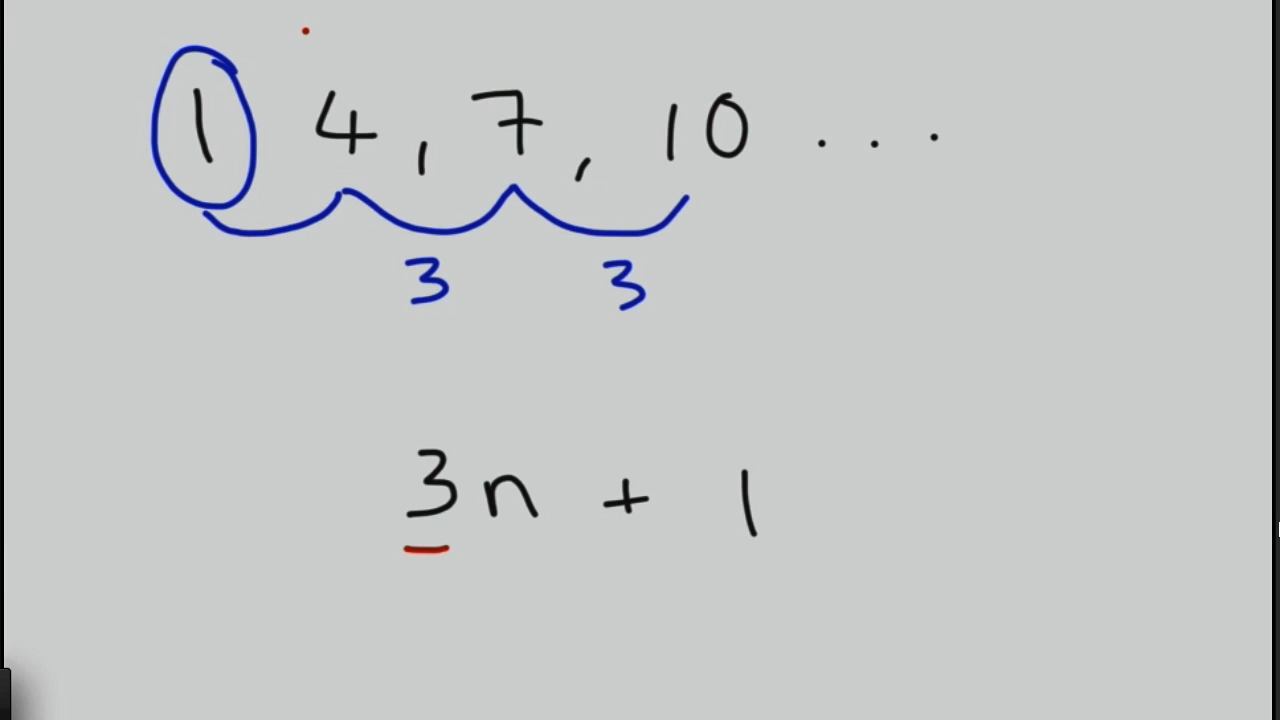 1 4, 7, 10 ...
3 3
3n + 1